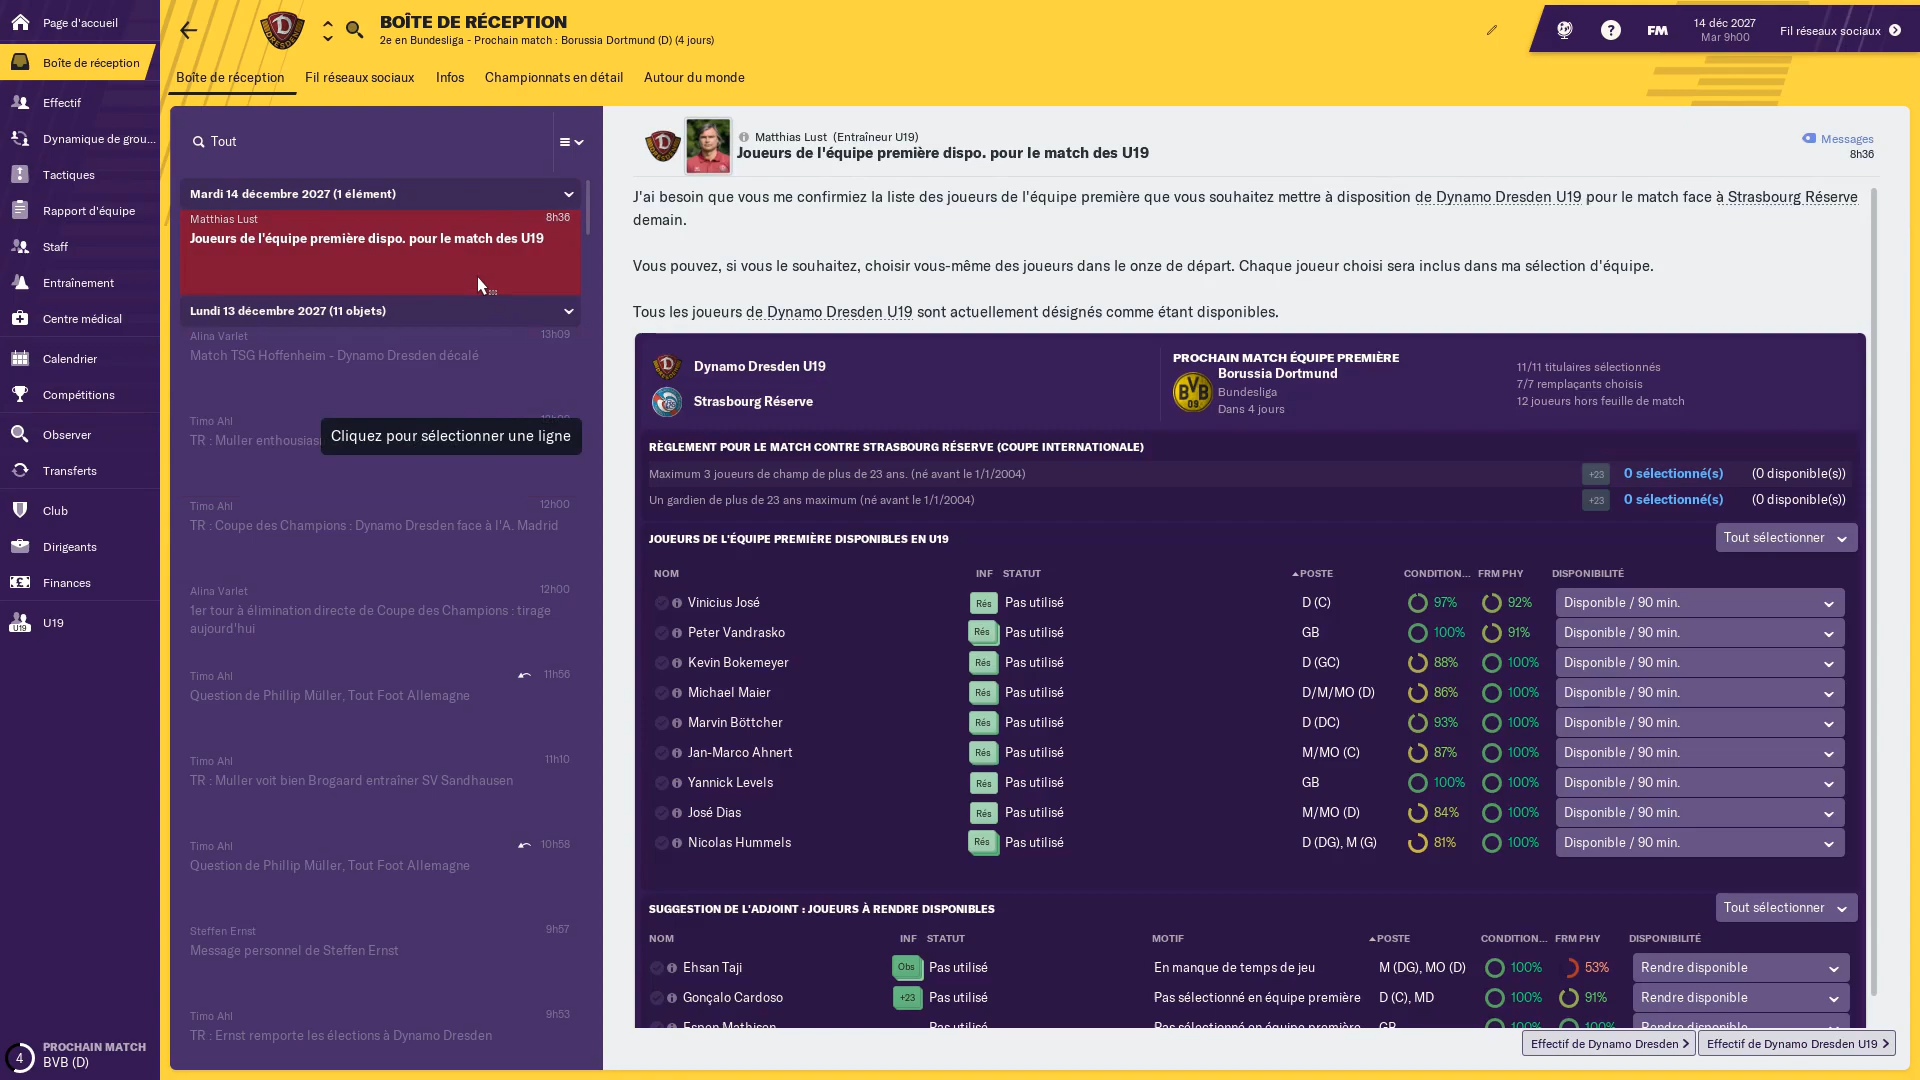 Page d'accueil
Boîte de réception
Effectif
Dynamique de grou...
Tactiques
Rapport d'équipe
Staff
Entraînement
Centre médical
Calendrier
Compétitions
Observer
Transferts
Club
Dirigeants
Finances
U19
U19
4
PROCHAIN MATCH
BVB (D)
BOÎTE DE RÉCEPTION
2e en Bundesliga - Prochain match : Borussia Dortmund (D) (4 jours)
FM
14 déc 2027
Mar 9h00
Fil réseaux sociaux
Boîte de réception Fil réseaux sociaux Infos Championnats en détail Autour du monde
Tout
Mardi 14 décembre 2027 (1 élément)
Matthias Lust 8h36
Joueurs de l'équipe première dispo. pour le match des U19
Lundi 13 décembre 2027 (11 objets)
Alina Varlet 13h09
Match TSG Hoffenheim - Dynamo Dresden décalé
Timo Ahl
TR : Muller
Cliquez pour sélectionner une ligne
Timo Ahl 12h00
TR : Coupe des Champions : Dynamo Dresden face à l'A. Madrid
Alina Varlet 12h00
1er tour à élimination directe de Coupe des Champions : tirage
aujourd'hui
Timo Ahl 11h56
Question de Phillip Müller, Tout Foot Allemagne
Timo Ahl 11h10
TR : Muller voit bien Brogaard entraîner SV Sandhausen
Timo Ahl 10h58
Question de Phillip Müller, Tout Foot Allemagne
Steffen Ernst 9h57
Message personnel de Steffen Ernst
Timo Ahl 9h53
TR : Ernst remporte les élections à Dynamo Dresden
Matthias Lust (Entraîneur U19)
Joueurs de l'équipe première dispo. pour le match des U19
Messages
8h36
J'ai besoin que vous me confirmiez la liste des joueurs de l'équipe première que vous souhaitez mettre à disposition de Dynamo Dresden U19 pour le match face à Strasbourg Réserve
demain.
Vous pouvez, si vous le souhaitez, choisir vous-même des joueurs dans le onze de départ. Chaque joueur choisi sera inclus dans ma sélection d'équipe.
Tous les joueurs de Dynamo Dresden U19 sont actuellement désignés comme étant disponibles.
Dynamo Dresden U19
Strasbourg Réserve
PROCHAIN MATCH ÉQUIPE PREMIÈRE
BVB 09
Borussia Dortmund
Bundesliga
Dans 4 jours
11/11 titulaires sélectionnés
7/7 remplaçants choisis
12 joueurs hors feuille de match
RÈGLEMENT POUR LE MATCH CONTRE STRASBOURG RÉSERVE (COUPE INTERNATIONALE)
Maximum 3 joueurs de champ de plus de 23 ans. (né avant le 1/1/2004) +23 0 sélectionné(s) (0 disponible(s))
Un gardien de plus de 23 ans maximum (né avant le 1/1/2004) +23 0 sélectionné(s) (0 disponible(s))
JOUEURS DE L'ÉQUIPE PREMIÈRE DISPONIBLES EN U19 Tout sélectionner
NOM INF STATUT POSTE CONDITION... FRM PHY DISPONIBILITÉ
Vinicius José Rés Pas utilisé D (C) 97% 92% Disponible / 90 min.
Peter Vandrasko Rés Pas utilisé GB 100% 91% Disponible / 90 min.
Kevin Bokemeyer Rés Pas utilisé D (GC) 88% 100% Disponible / 90 min.
Michael Maier Rés Pas utilisé D/M/MO (D) 86% 100% Disponible / 90 min.
Marvin Böttcher Rés Pas utilisé D (DC) 93% 100% Disponible / 90 min.
Jan-Marco Ahnert Rés Pas utilisé M/MO (C) 87% 100% Disponible / 90 min.
Yannick Levels Rés Pas utilisé GB 100% 100% Disponible / 90 min.
José Dias Rés Pas utilisé M/MO (D) 84% 100% Disponible / 90 min.
Nicolas Hummels Rés Pas utilisé D (DG), M (G) 81% 100% Disponible / 90 min.
SUGGESTION DE L'ADJOINT : JOUEURS À RENDRE DISPONIBLES Tout sélectionner
NOM INF STATUT MOTIF POSTE CONDITION... FRM PHY DISPONIBILITÉ
Ehsan Taji Obs Pas utilisé En manque de temps de jeu M (DG), MO (D) 100% 53% Rendre disponible
Gonçalo Cardoso +23 Pas utilisé Pas sélectionné en équipe première D (C), MD 100% 91% Rendre disponible
Espen Mathisen Pas utilisé Pas sélectionné en équipe première GB 100% 100% Rendre disponible
Effectif de Dynamo Dresden Effectif de Dynamo Dresden U19